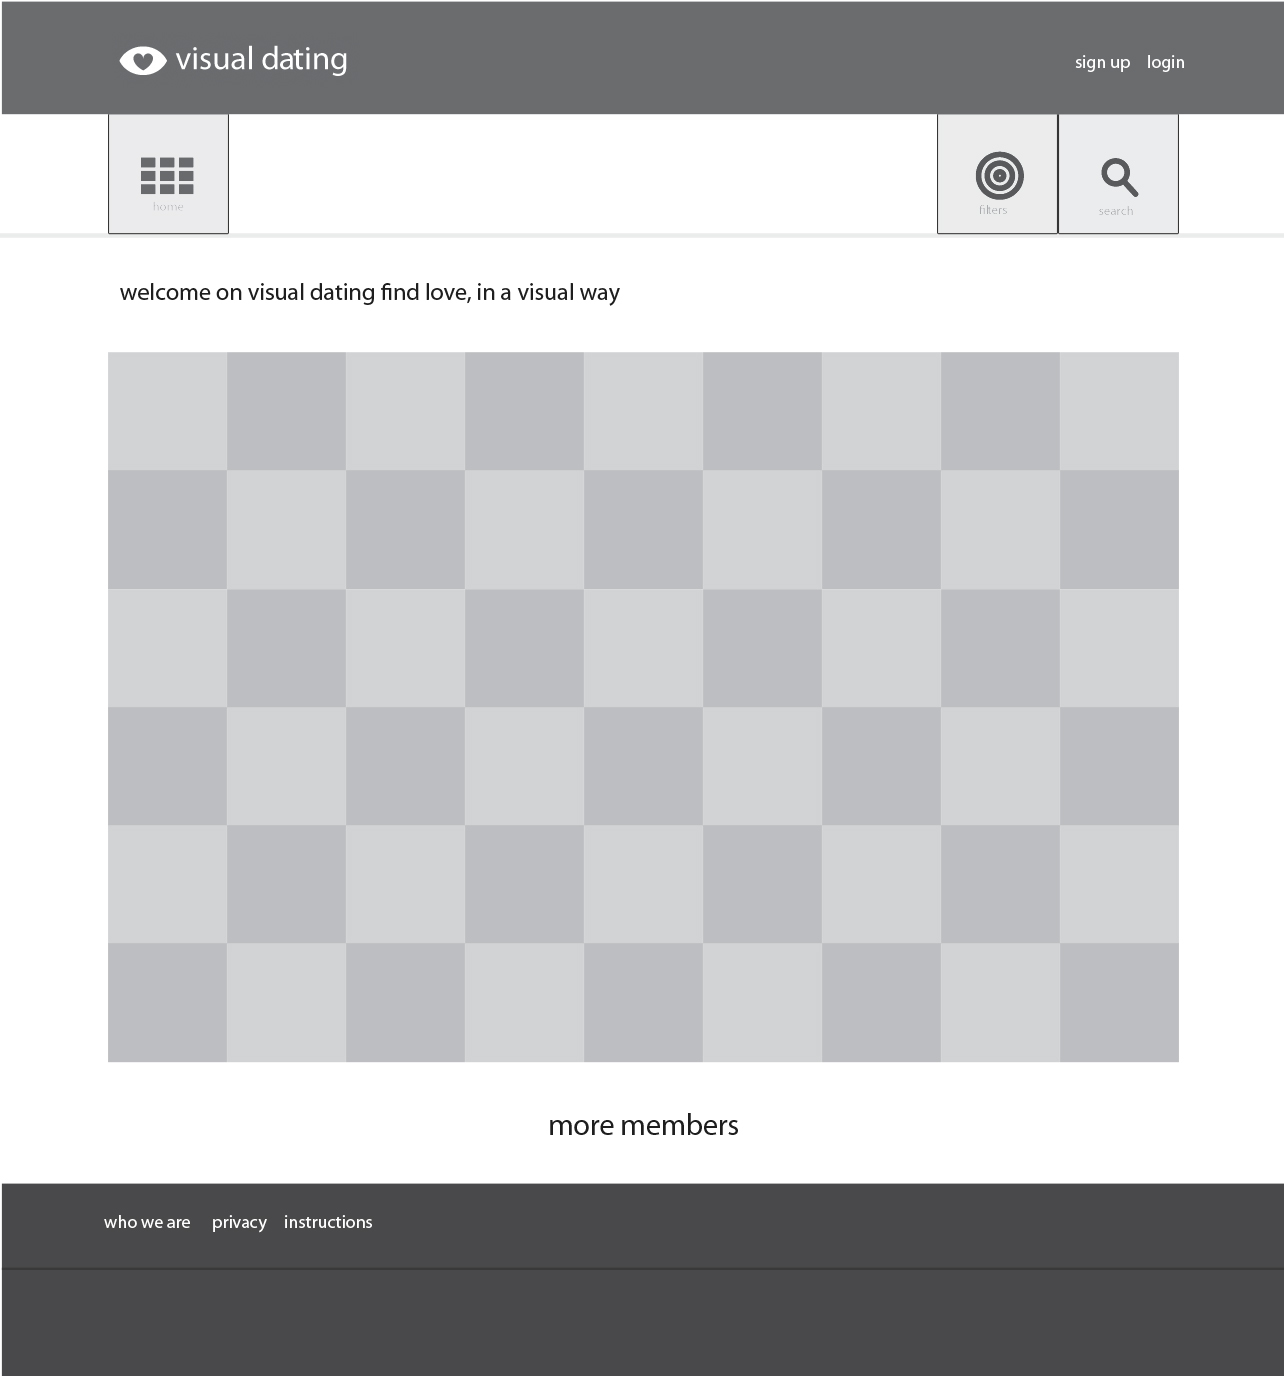 visual dating
sign up login
home
filters
search
welcome on visual dating find love, in a visual way
more members
who we are privacy instructions